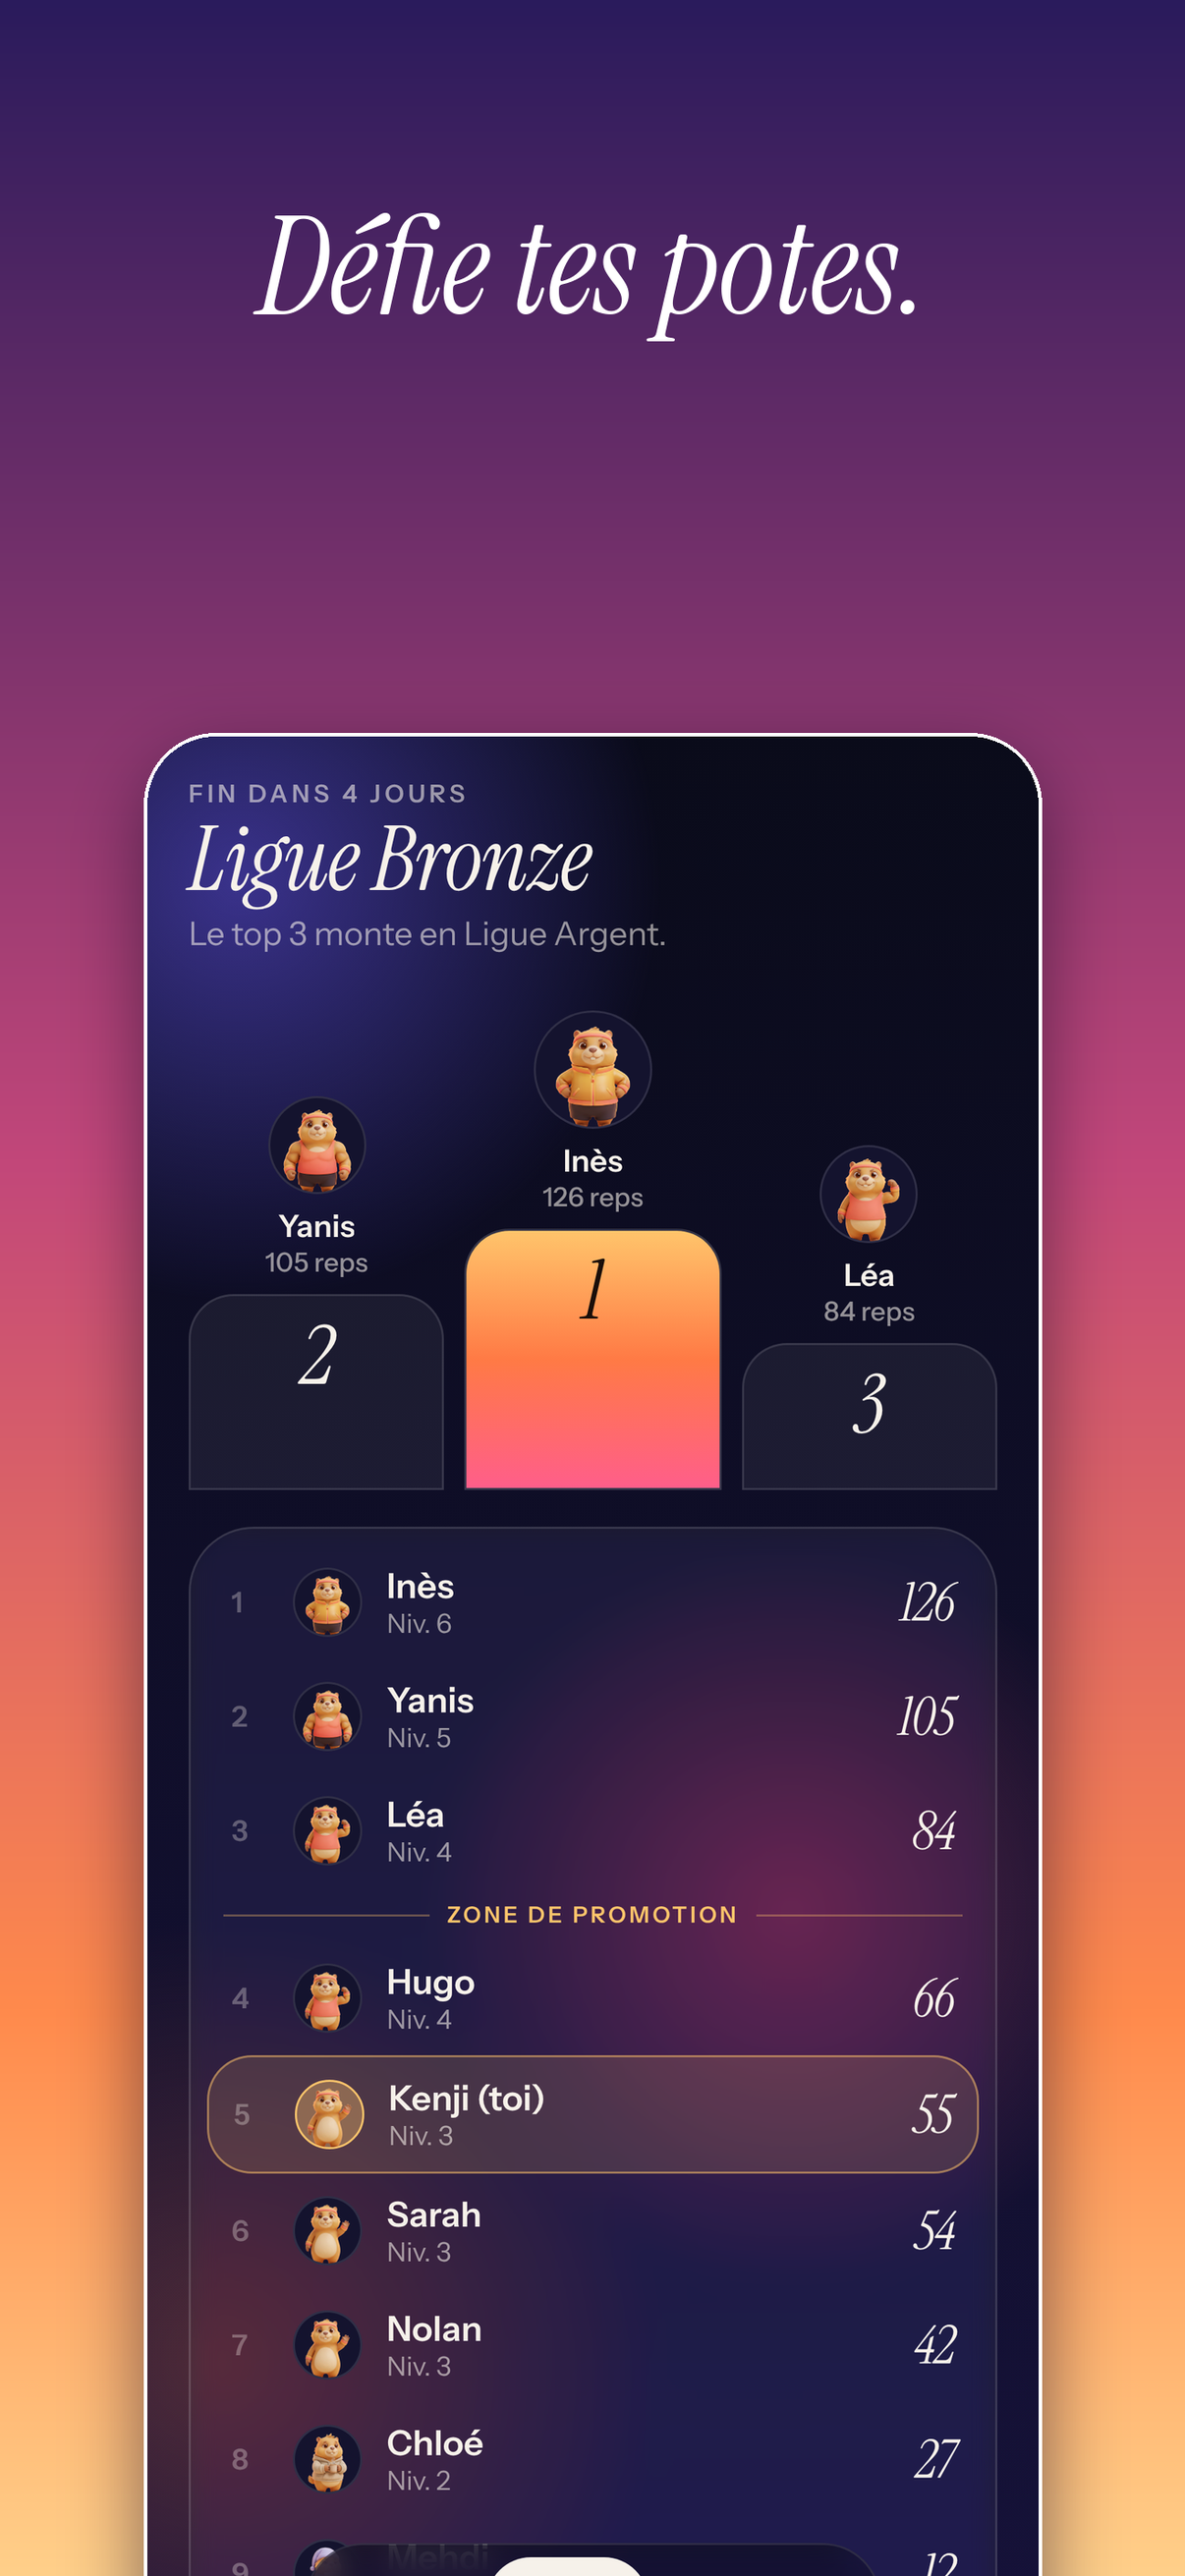 Défie tes potes.
FIN DANS 4 JOURS
Ligue Bronze
Le top 3 monte en Ligue Argent.
Inès
126 reps
Yanis
105 reps
Léa
84 reps
1
2
3
1 Inès 126
Niv. 6
2 Yanis 105
Niv. 5
3 Léa 84
Niv. 4
ZONE DE PROMOTION
4 Hugo 66
Niv. 4
5 Kenji (toi) 55
Niv. 3
6 Sarah 54
Niv. 3
7 Nolan 42
Niv. 3
8 Chloé 27
Niv. 2
9 Mehdi 12